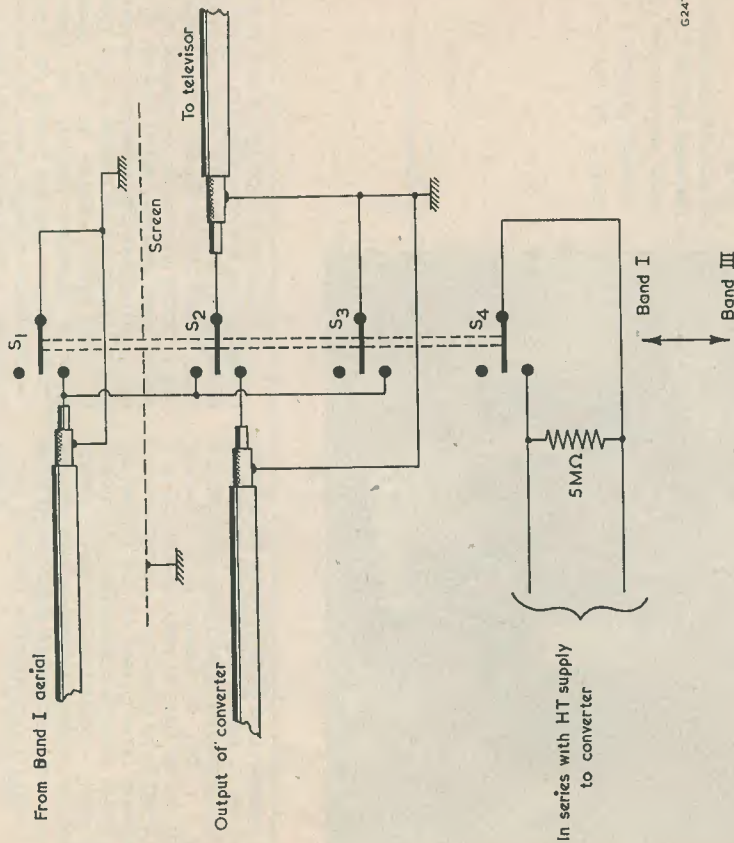 S1
From Band I aerial
Screen
To televisor
S2
Output of converter
S3
S4
5MΩ
In series with HT supply
to converter
Band I
Band III
G24